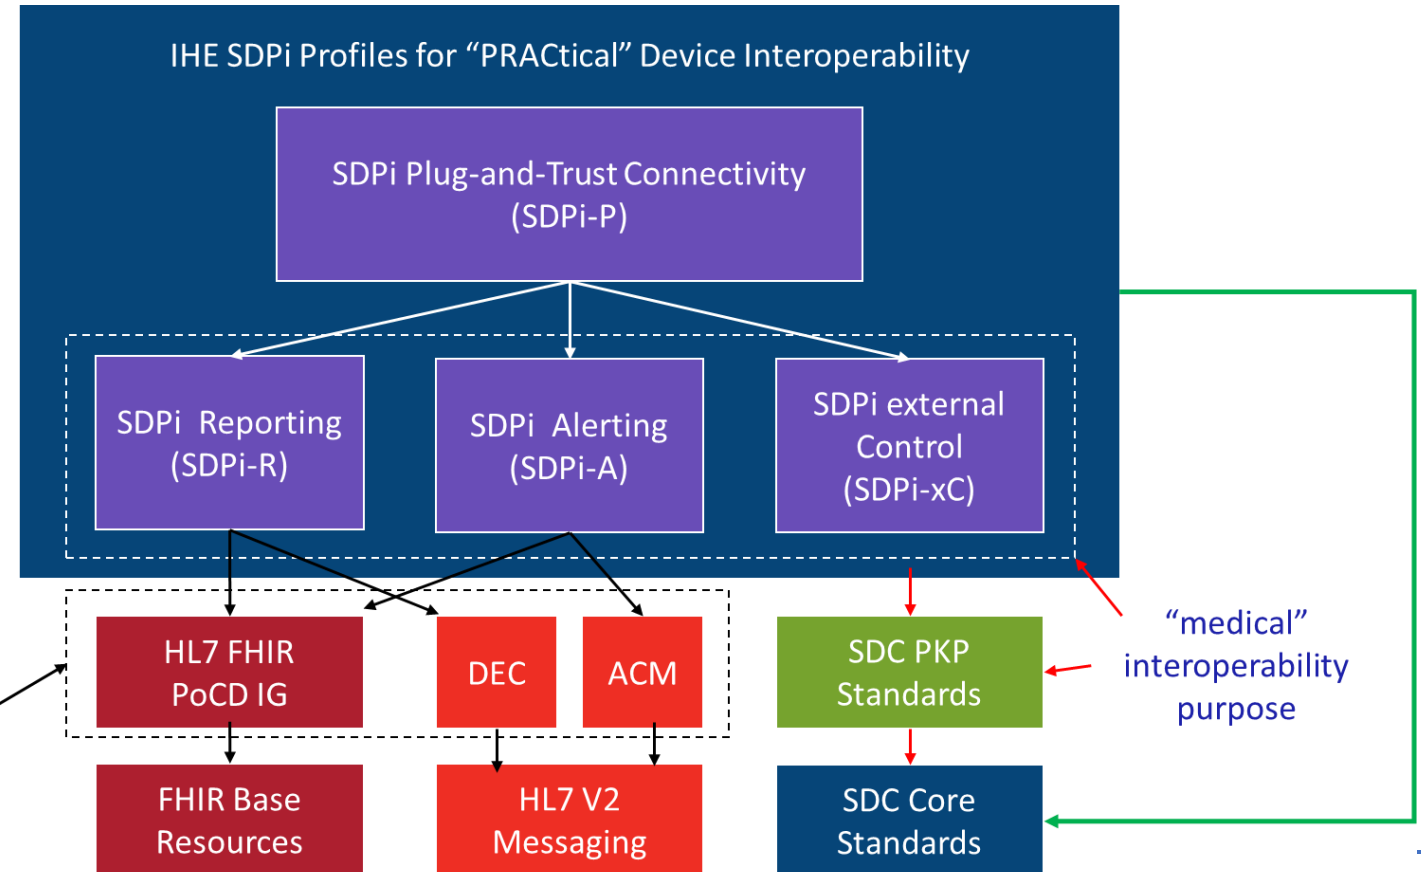 IHE SDPi Profiles for “PRACtical” Device Interoperability
SDPi Plug-and-Trust Connectivity
(SDPi-P)
SDPi Reporting
(SDPi-R)
SDPi Alerting
(SDPi-A)
SDPi external
Control
(SDPi-xC)
HL7 FHIR
PoCD IG
DEC
ACM
SDC PKP
Standards
“medical”
interoperability
purpose
FHIR Base
Resources
HL7 V2
Messaging
SDC Core
Standards